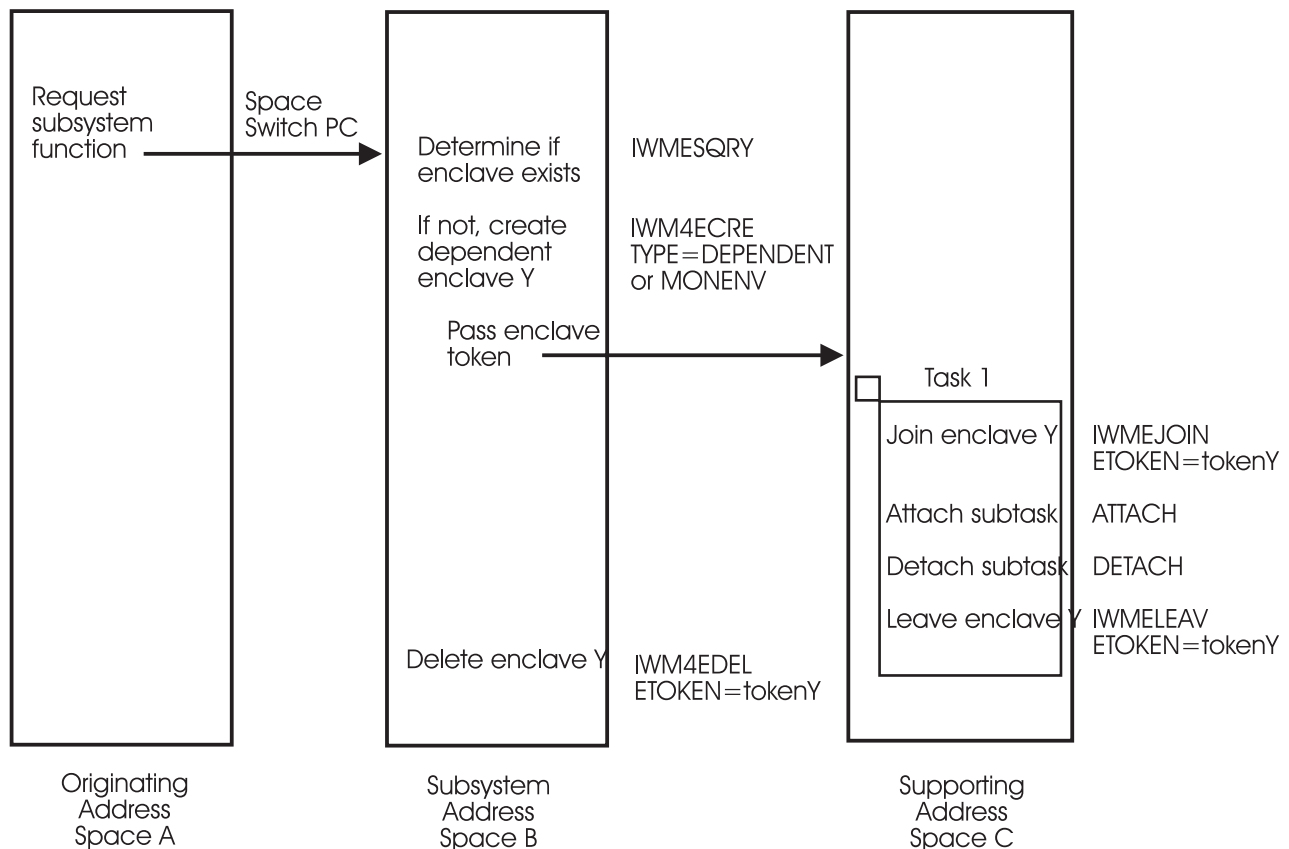 Request
subsystem
function
Space
Switch PC
Determine if
enclave exists
IWMESQRY
If not, create
dependent
enclave Y
IWM4ECRE
TYPE=DEPENDENT
or MONENV
Pass enclave
token
Task 1
Join enclave Y
IWMEJOIN
ETOKEN=tokenY
Attach subtask
ATTACH
Detach subtask
DETACH
Leave enclave Y
IWMELEAV
ETOKEN=tokenY
Delete enclave Y
IWM4EDEL
ETOKEN=tokenY
Originating
Address
Space A
Subsystem
Address
Space B
Supporting
Address
Space C